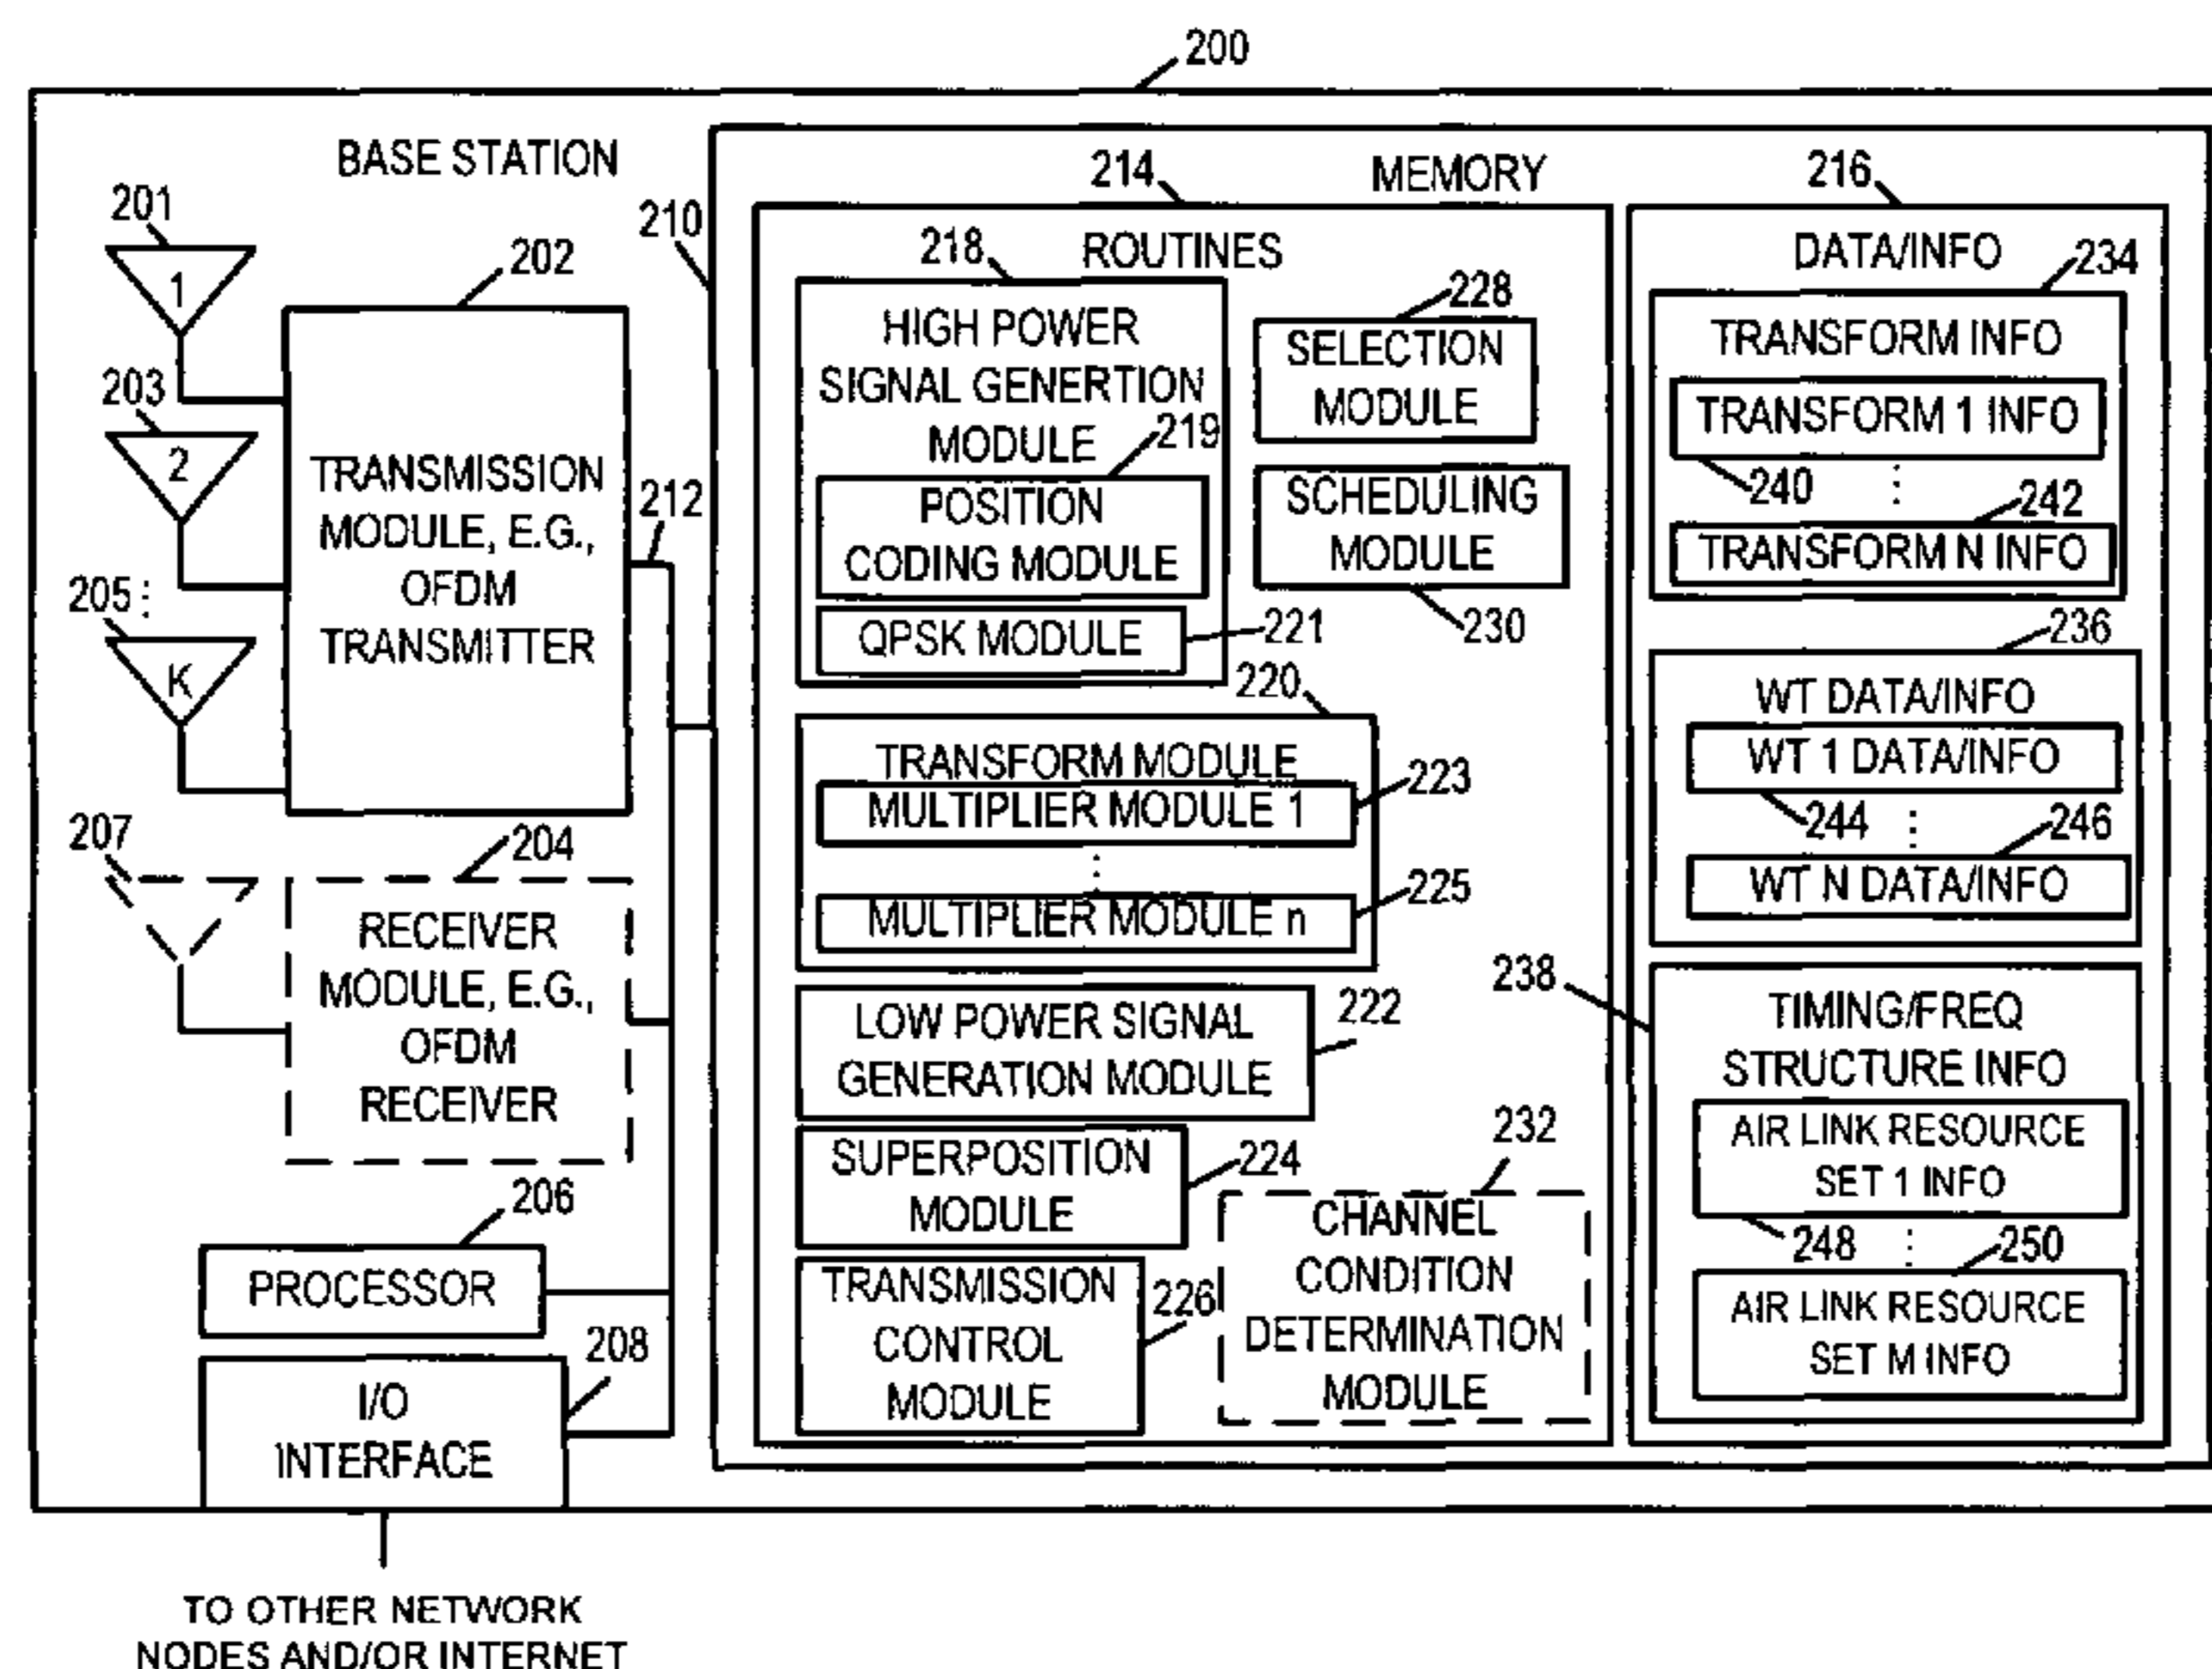 200
BASE STATION
201
1
203
2
205
⋮
K
202
TRANSMISSION
MODULE, E.G.,
OFDM
TRANSMITTER
212
207
204
RECEIVER
MODULE, E.G.,
OFDM
RECEIVER
206
PROCESSOR
208
I/O
INTERFACE
TO OTHER NETWORK
NODES AND/OR INTERNET
210
MEMORY
214
ROUTINES
218
HIGH POWER
SIGNAL GENERTION
MODULE
219
POSITION
CODING MODULE
QPSK MODULE
221
228
SELECTION
MODULE
SCHEDULING
MODULE
230
220
TRANSFORM MODULE
MULTIPLIER MODULE 1
223
⋮
MULTIPLIER MODULE n
225
LOW POWER SIGNAL
GENERATION MODULE
222
SUPERPOSITION
MODULE
224
TRANSMISSION
CONTROL
MODULE
226
232
CHANNEL
CONDITION
DETERMINATION
MODULE
216
DATA/INFO
234
TRANSFORM INFO
TRANSFORM 1 INFO
240
⋮
242
TRANSFORM N INFO
236
WT DATA/INFO
WT 1 DATA/INFO
244
⋮
246
WT N DATA/INFO
238
TIMING/FREQ
STRUCTURE INFO
AIR LINK RESOURCE
SET 1 INFO
248
⋮
250
AIR LINK RESOURCE
SET M INFO